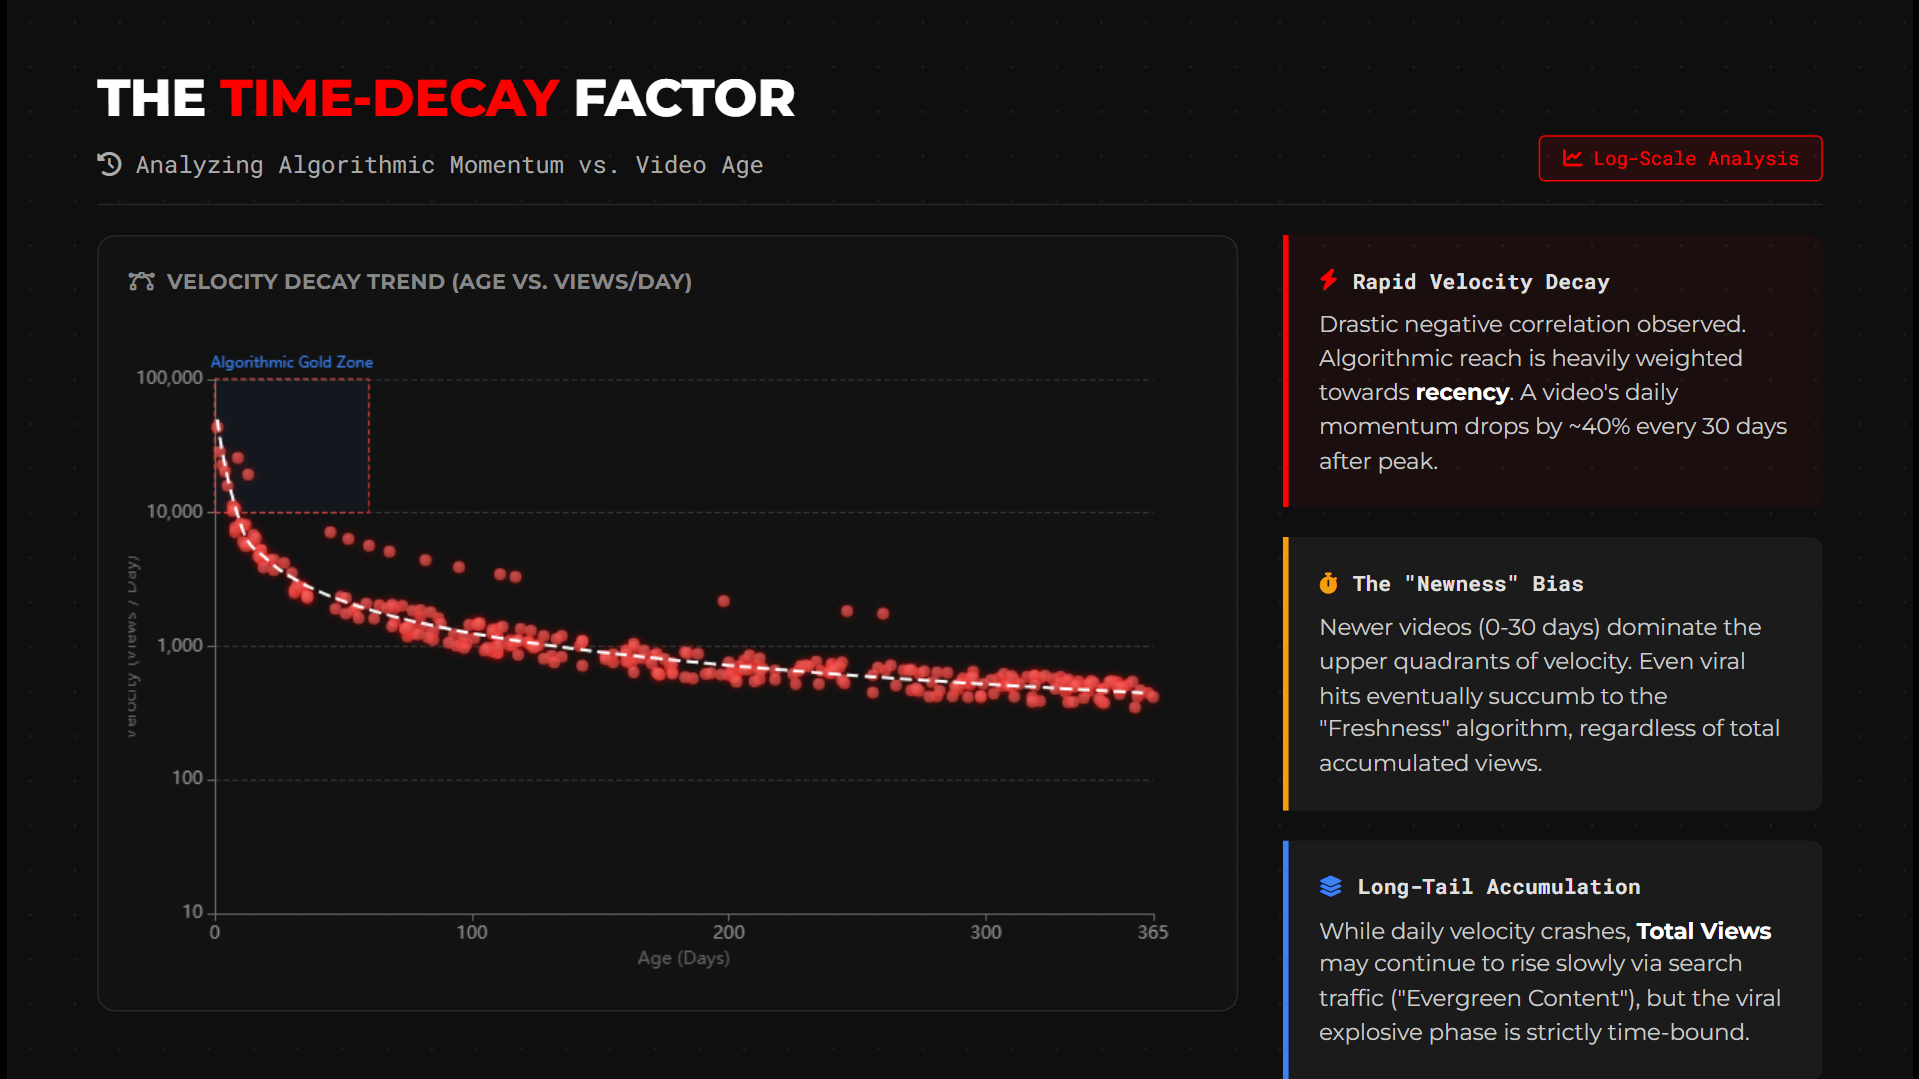 THE TIME-DECAY FACTOR
Analyzing Algorithmic Momentum vs. Video Age
Log-Scale Analysis
VELOCITY DECAY TREND (AGE VS. VIEWS/DAY)
Algorithmic Gold Zone
100,000
10,000
1,000
100
10
Velocity (Views / Day)
0
100
200
300
365
Age (Days)
Rapid Velocity Decay
Drastic negative correlation observed.
Algorithmic reach is heavily weighted
towards recency. A video's daily
momentum drops by ~40% every 30 days
after peak.
The "Newness" Bias
Newer videos (0-30 days) dominate the
upper quadrants of velocity. Even viral
hits eventually succumb to the
"Freshness" algorithm, regardless of total
accumulated views.
Long-Tail Accumulation
While daily velocity crashes, Total Views
may continue to rise slowly via search
traffic ("Evergreen Content"), but the viral
explosive phase is strictly time-bound.